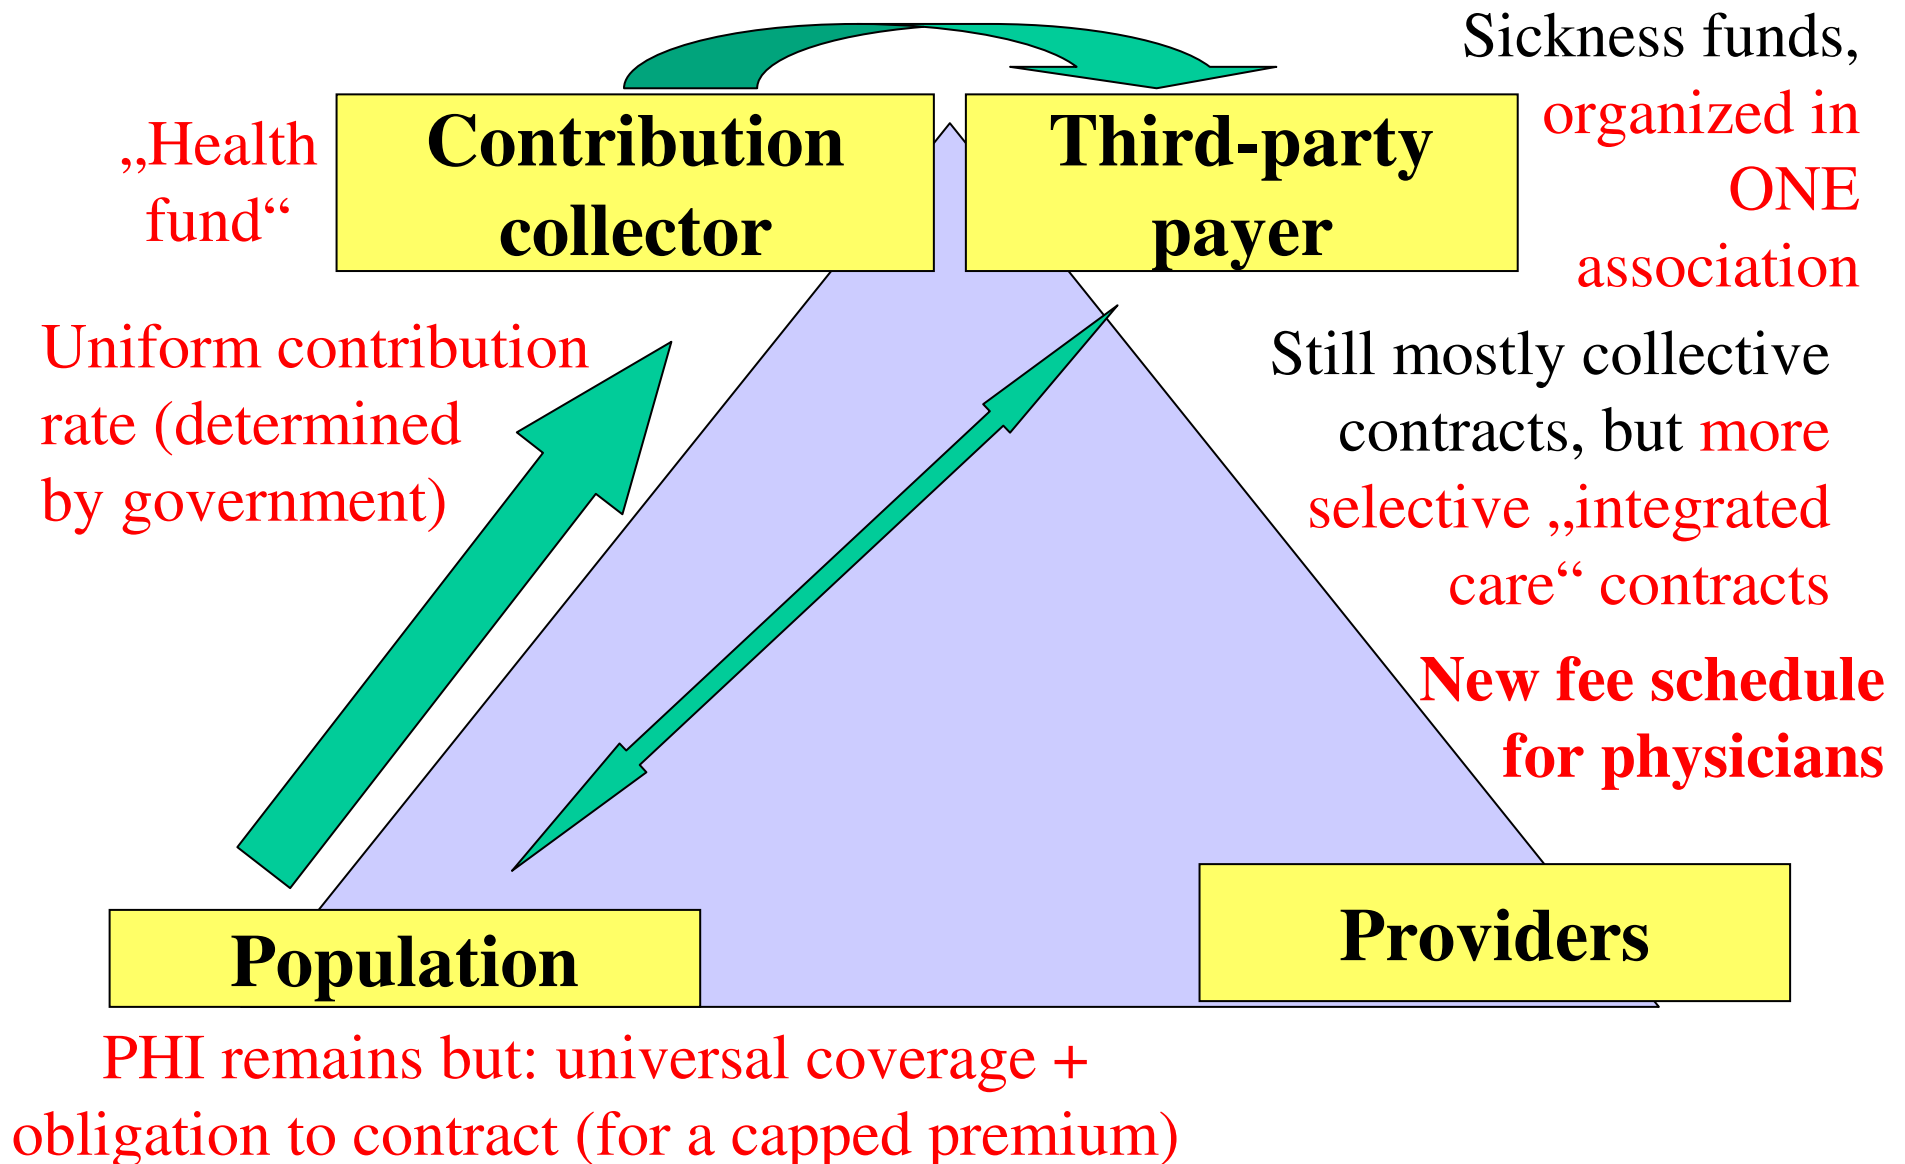 „Health
fund“
Contribution
collector
Third-party
payer
Sickness funds,
organized in
ONE
association
Uniform contribution
rate (determined
by government)
Still mostly collective
contracts, but more
selective „integrated
care“ contracts
New fee schedule
for physicians
Population
Providers
PHI remains but: universal coverage +
obligation to contract (for a capped premium)